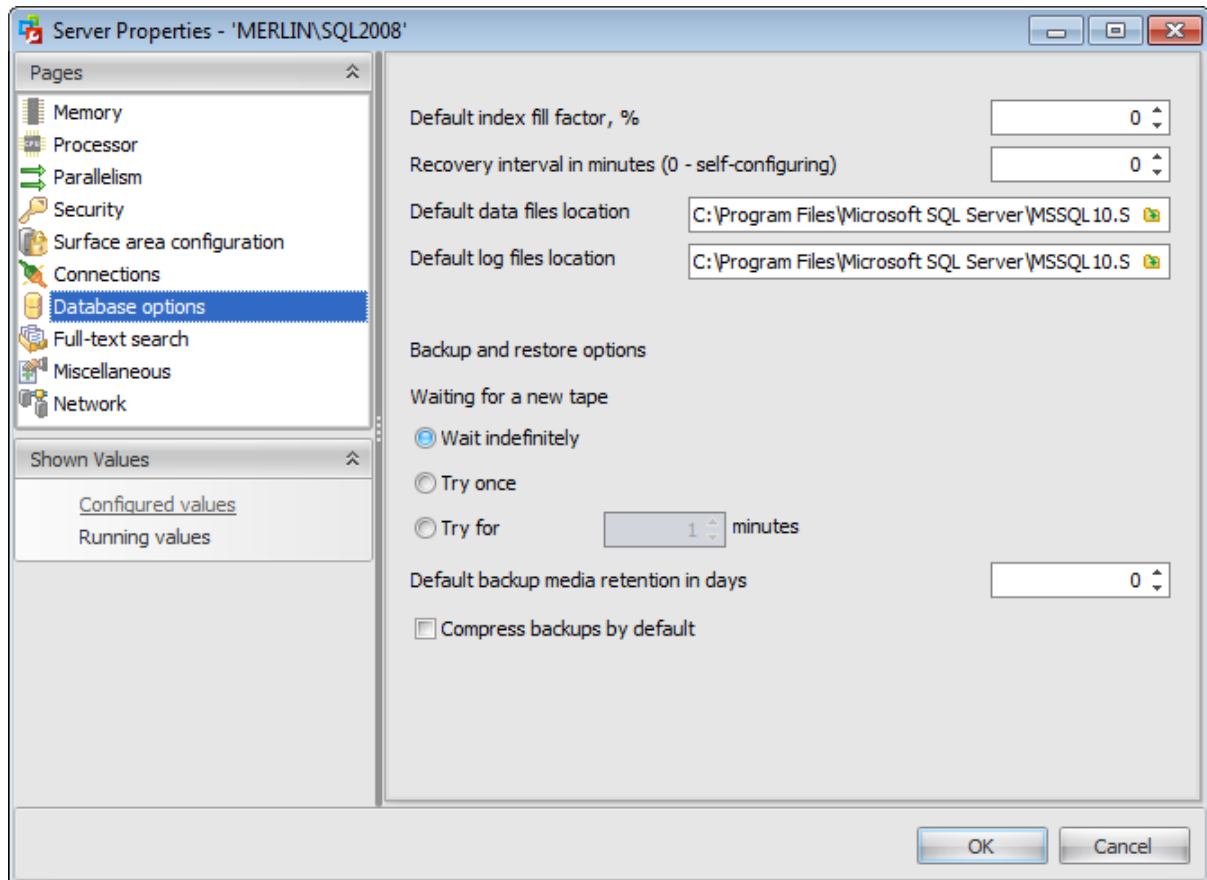 Server Properties - 'MERLIN\SQL2008'
Pages
Memory
Processor
Parallelism
Security
Surface area configuration
Connections
Database options
Full-text search
Miscellaneous
Network
Shown Values
Configured values
Running values
Default index fill factor, % 0
Recovery interval in minutes (0 - self-configuring) 0
Default data files location C:\Program Files\Microsoft SQL Server\MSSQL10.S
Default log files location C:\Program Files\Microsoft SQL Server\MSSQL10.S
Backup and restore options
Waiting for a new tape
Wait indefinitely
Try once
Try for 1 minutes
Default backup media retention in days 0
Compress backups by default
OK Cancel